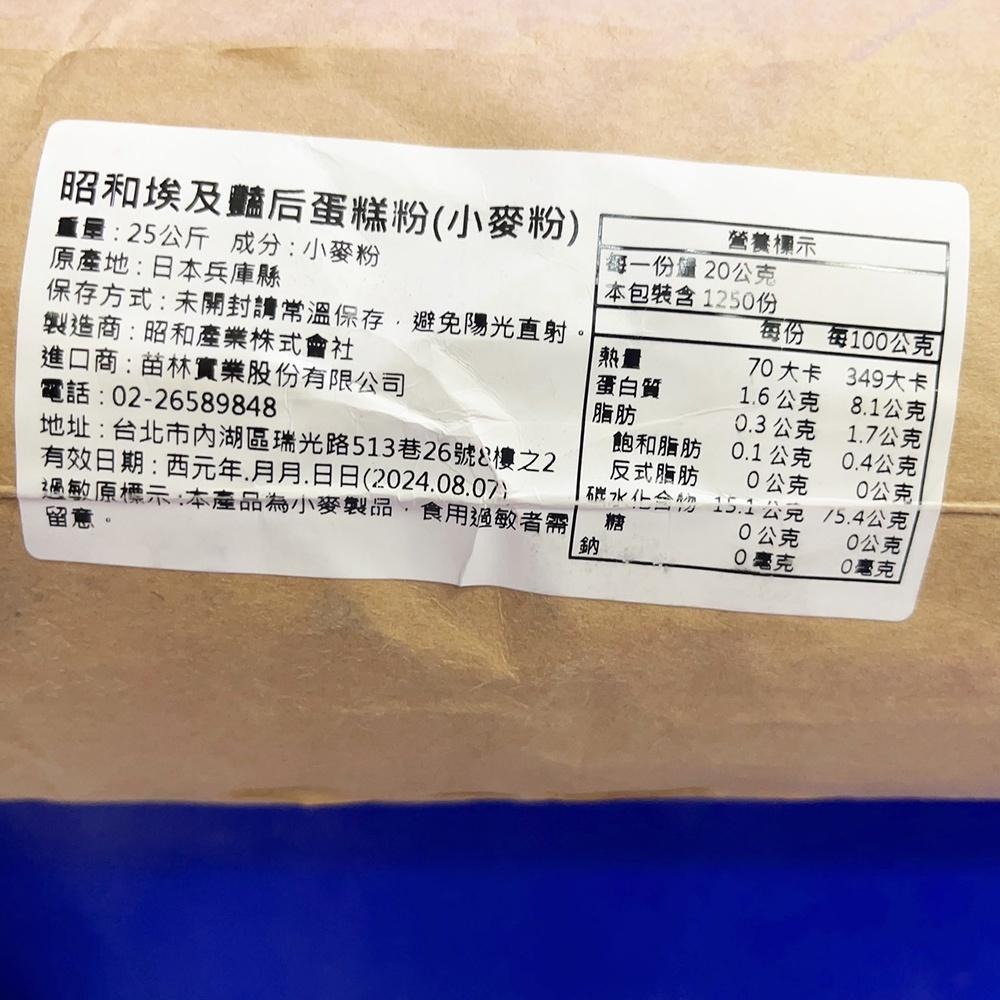 昭和埃及豔后蛋糕粉(小麥粉)
重量：25公斤 成分：小麥粉
原產地：日本兵庫縣
保存方式：未開封請常溫保存，避免陽光直射。
製造商：昭和產業株式會社
進口商：苗林實業股份有限公司
電話：02-26589848
地址：台北市內湖區瑞光路513巷26號8樓之2
有效日期：西元年.月月.日日(2024.08.07)
過敏原標示：本產品為小麥製品，食用過敏者需
留意。
營養標示
每一份量 20公克
本包裝含 1250份
每份 每100公克
熱量 70 大卡 349大卡
蛋白質 1.6 公克 8.1公克
脂肪 0.3 公克 1.7公克
飽和脂肪 0.1 公克 0.4公克
反式脂肪 0 公克 0公克
碳水化合物 15.1 公克 75.4公克
糖 0 公克 0公克
鈉 0 毫克 0毫克